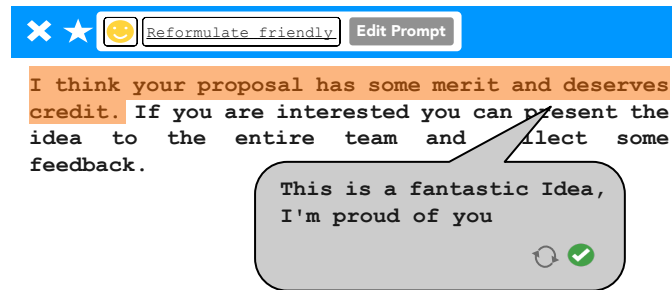 Reformulate friendly Edit Prompt
I think your proposal has some merit and deserves
credit. If you are interested you can present the
idea to the entire team and llect some
feedback.
This is a fantastic Idea,
I'm proud of you